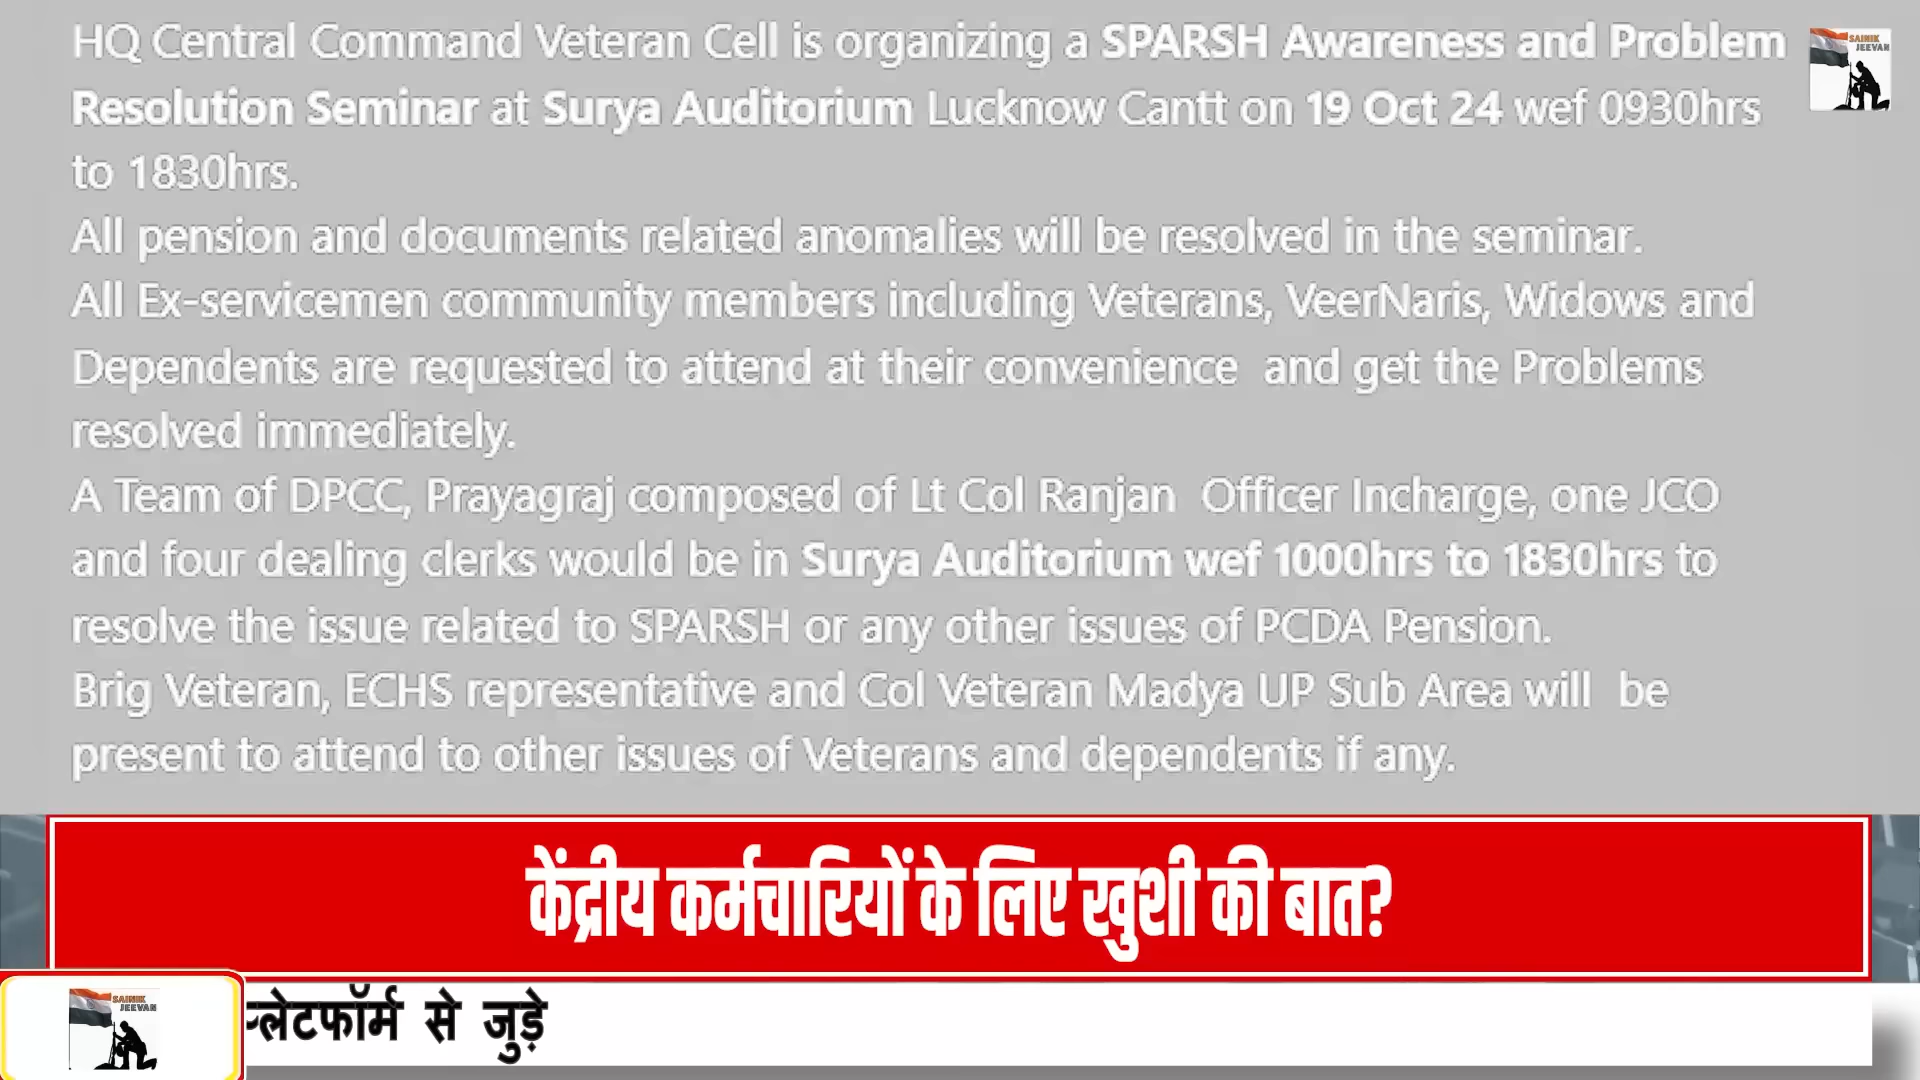 HQ Central Command Veteran Cell is organizing a SPARSH Awareness and Problem
Resolution Seminar at Surya Auditorium Lucknow Cantt on 19 Oct 24 wef 0930hrs
to 1830hrs.
All pension and documents related anomalies will be resolved in the seminar.
All Ex-servicemen community members including Veterans, VeerNaris, Widows and
Dependents are requested to attend at their convenience and get the Problems
resolved immediately.
A Team of DPCC, Prayagraj composed of Lt Col Ranjan Officer Incharge, one JCO
and four dealing clerks would be in Surya Auditorium wef 1000hrs to 1830hrs to
resolve the issue related to SPARSH or any other issues of PCDA Pension.
Brig Veteran, ECHS representative and Col Veteran Madya UP Sub Area will be
present to attend to other issues of Veterans and dependents if any.
SAINIK
JEEVAN
केंद्रीय कर्मचारियों के लिए खुशी की बात?
SAINIK
JEEVAN
से जुड़े